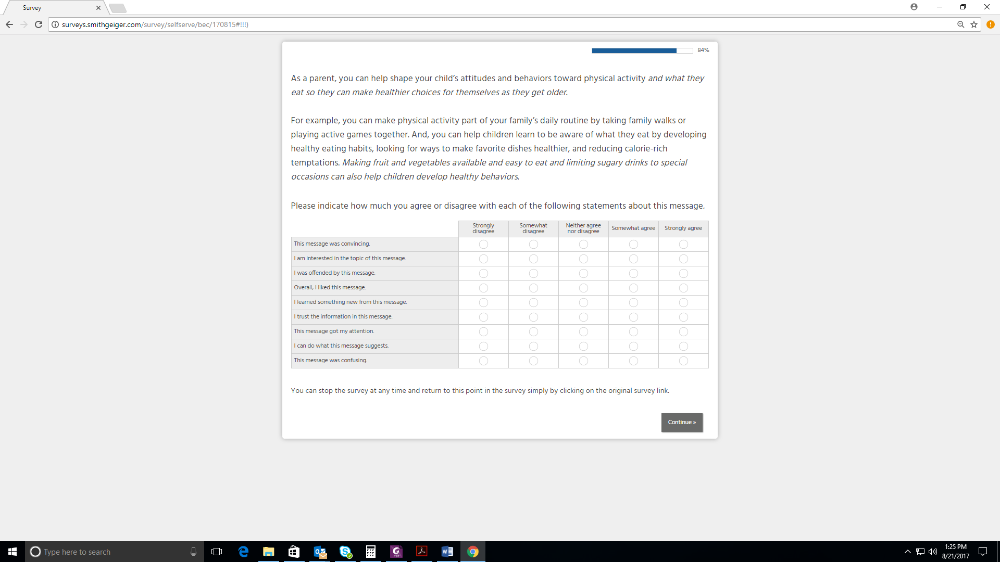 Survey
surveys.smithgeiger.com/survey/selfserve/bec/170815#!!!)
84%
As a parent, you can help shape your child's attitudes and behaviors toward physical activity and what they
eat so they can make healthier choices for themselves as they get older.
For example, you can make physical activity part of your family's daily routine by taking family walks or
playing active games together. And, you can help children learn to be aware of what they eat by developing
healthy eating habits, looking for ways to make favorite dishes healthier, and reducing calorie-rich
temptations. Making fruit and vegetables available and easy to eat and limiting sugary drinks to special
occasions can also help children develop healthy behaviors.
Please indicate how much you agree or disagree with each of the following statements about this message.
Strongly disagree Somewhat disagree Neither agree nor disagree Somewhat agree Strongly agree
This message was convincing.
I am interested in the topic of this message.
I was offended by this message.
Overall, I liked this message.
I learned something new from this message.
I trust the information in this message.
This message got my attention.
I can do what this message suggests.
This message was confusing.
You can stop the survey at any time and return to this point in the survey simply by clicking on the original survey link.
Continue »
Type here to search
1:25 PM
8/21/2017